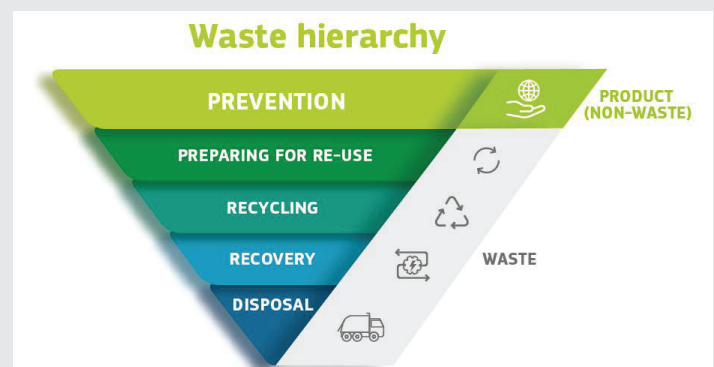 Waste hierarchy
PREVENTION
PRODUCT
(NON-WASTE)
PREPARING FOR RE-USE
RECYCLING
RECOVERY
WASTE
DISPOSAL